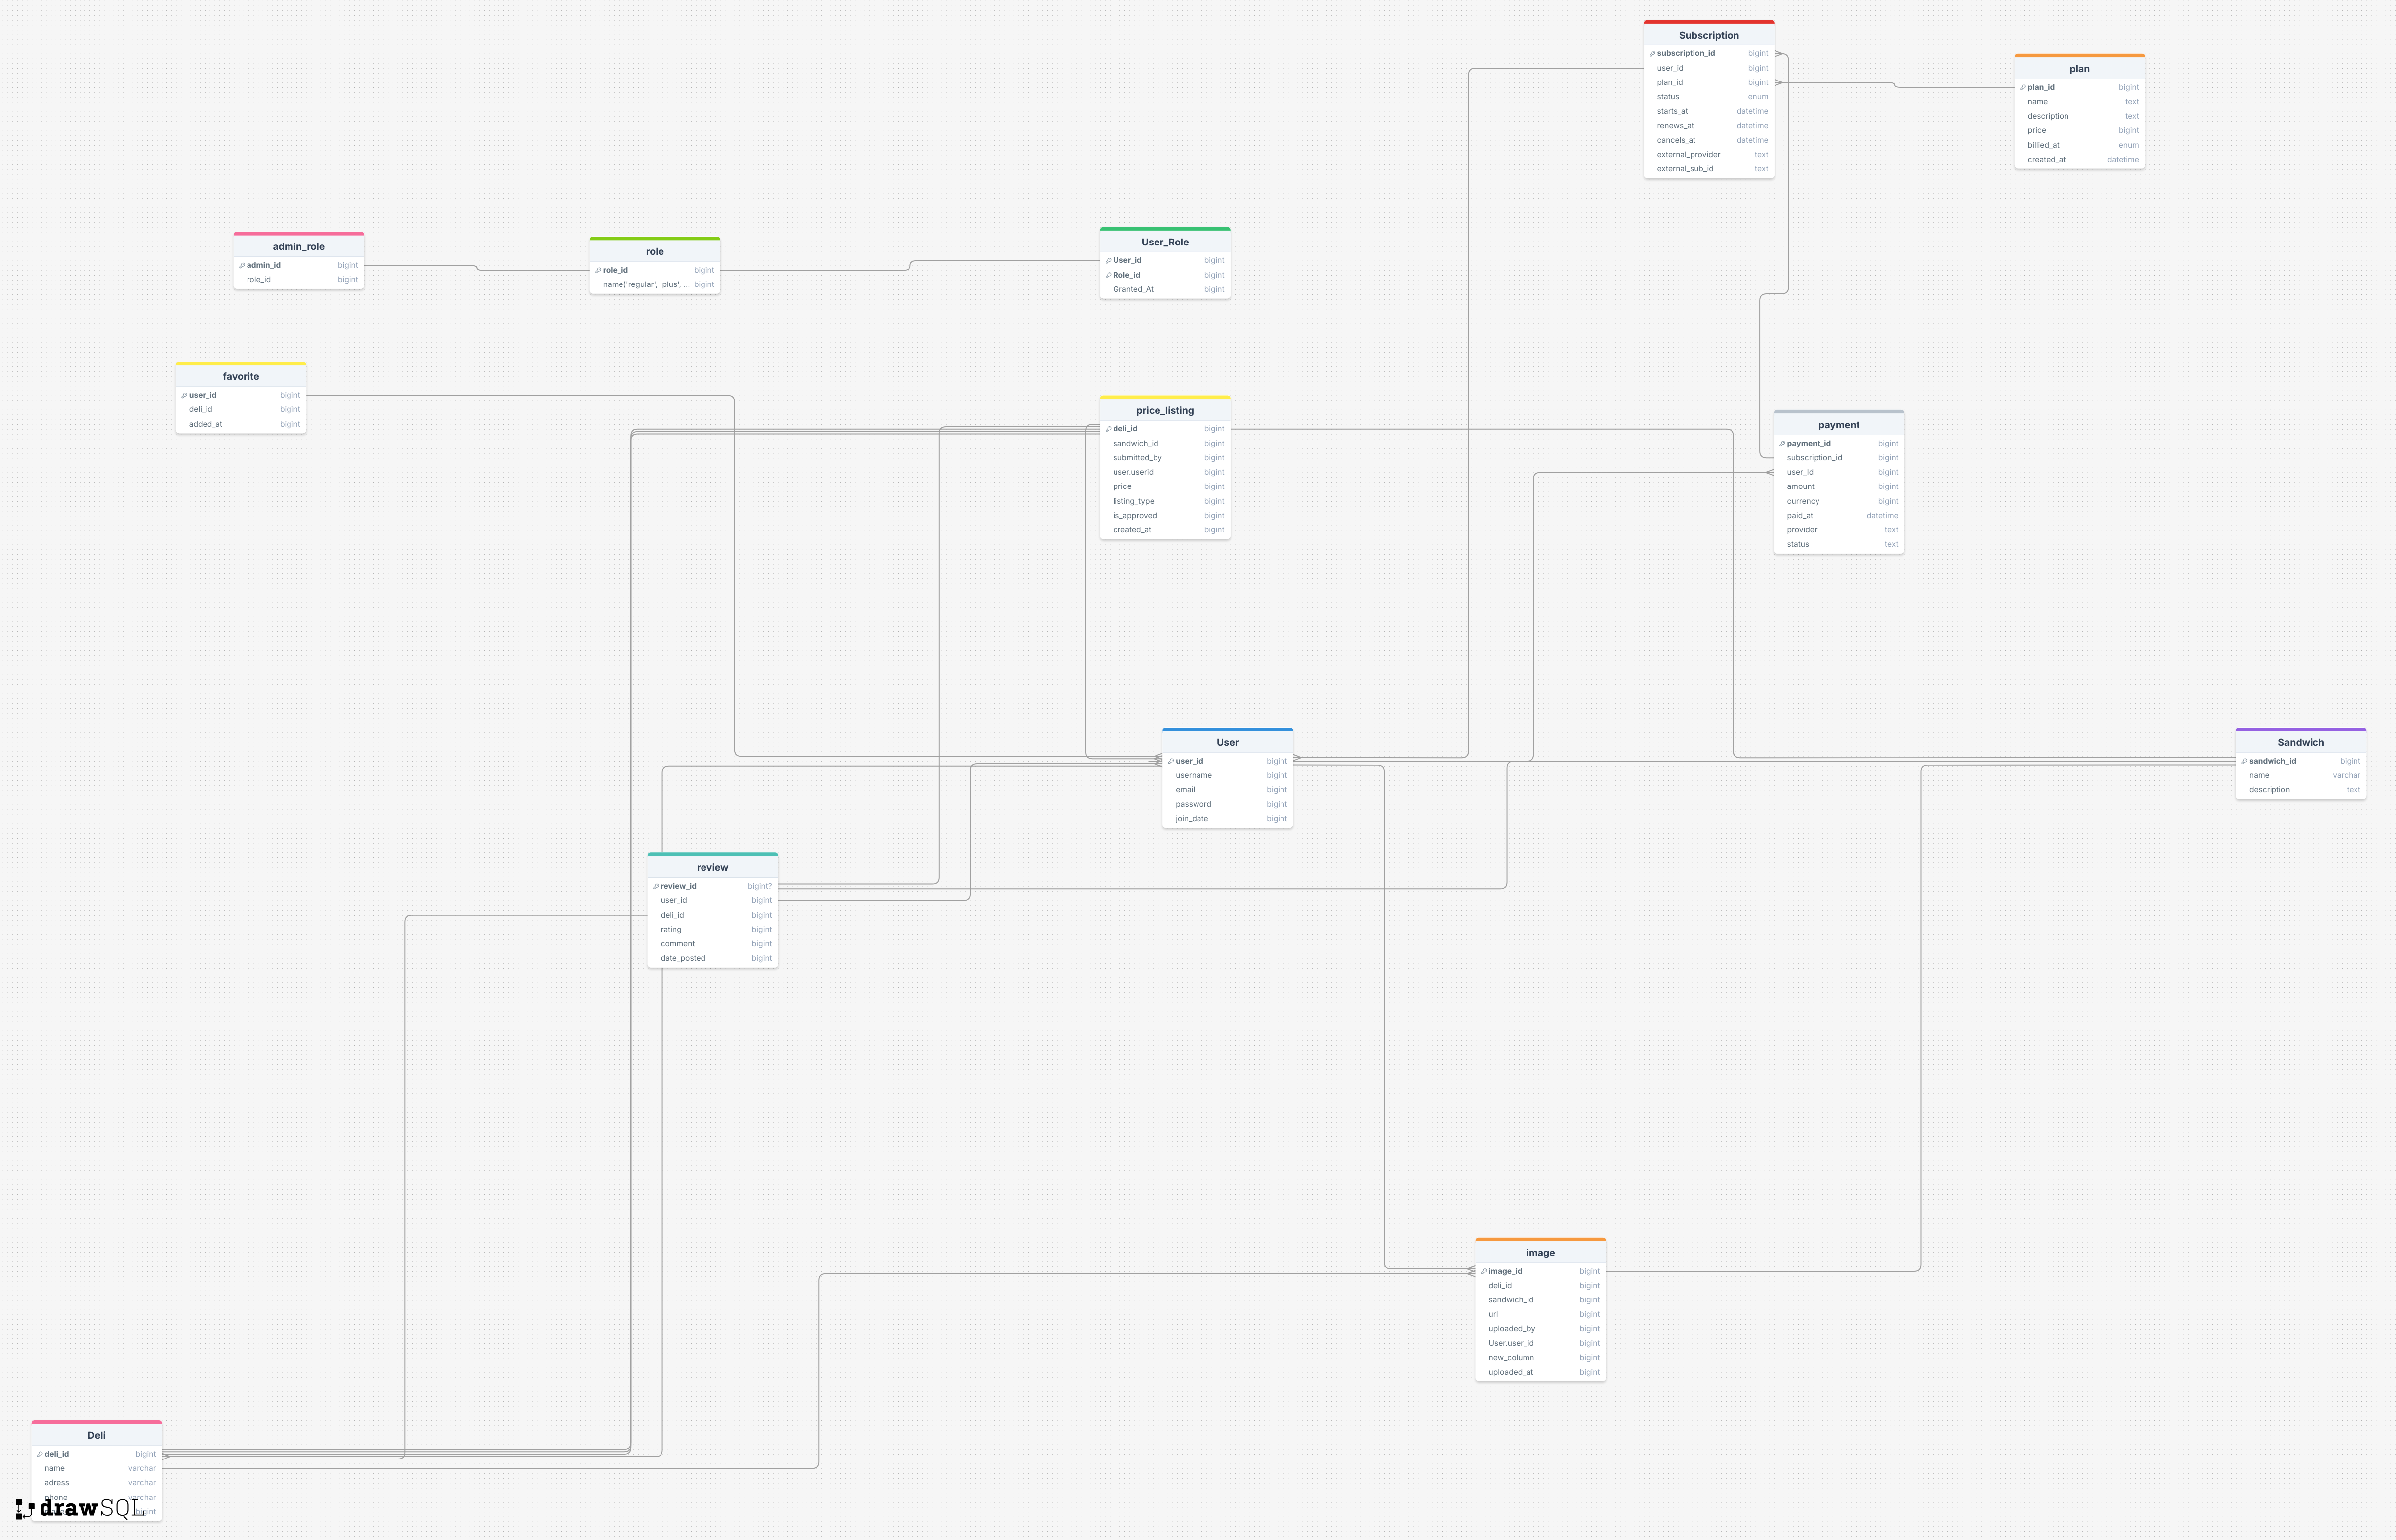 Subscription
subscription_id bigint
user_id bigint
plan_id bigint
status enum
starts_at datetime
renews_at datetime
cancels_at datetime
external_provider text
external_sub_id text
plan
plan_id bigint
name text
description text
price bigint
billied_at enum
created_at datetime
admin_role
admin_id bigint
role_id bigint
role
role_id bigint
name('regular', 'plus', ... bigint
User_Role
User_id bigint
Role_id bigint
Granted_At bigint
favorite
user_id bigint
deli_id bigint
added_at bigint
price_listing
deli_id bigint
sandwich_id bigint
submitted_by bigint
user.userid bigint
price bigint
listing_type bigint
is_approved bigint
created_at bigint
payment
payment_id bigint
subscription_id bigint
user_Id bigint
amount bigint
currency bigint
paid_at datetime
provider text
status text
User
user_id bigint
username bigint
email bigint
password bigint
join_date bigint
Sandwich
sandwich_id bigint
name varchar
description text
review
review_id bigint?
user_id bigint
deli_id bigint
rating bigint
comment bigint
date_posted bigint
image
image_id bigint
deli_id bigint
sandwich_id bigint
url bigint
uploaded_by bigint
User.user_id bigint
new_column bigint
uploaded_at bigint
Deli
deli_id bigint
name varchar
adress varchar
phone varchar
bigint
drawSQL